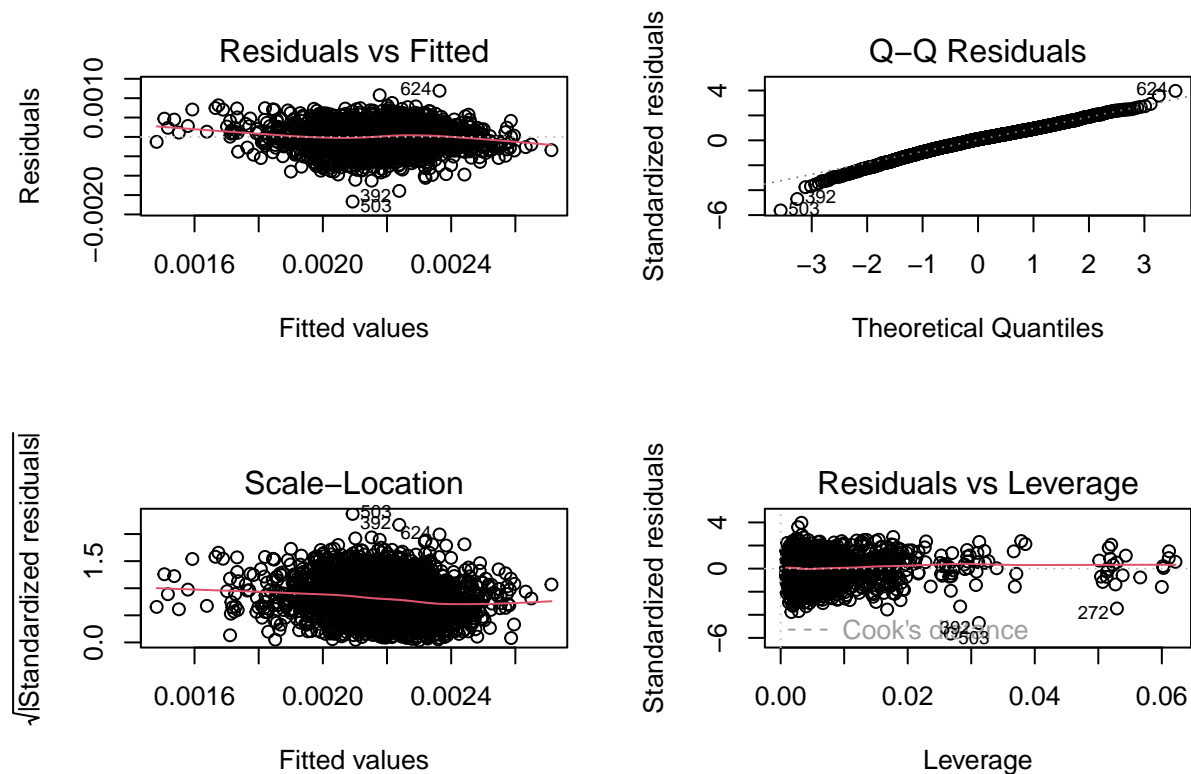 Residuals vs Fitted
Residuals
0.0010
−0.0020
624
392
503
0.0016 0.0020 0.0024
Fitted values
Q−Q Residuals
Standardized residuals
4
0
−6
624
392
503
−3 −2 −1 0 1 2 3
Theoretical Quantiles
Scale−Location
√|Standardized residuals|
1.5
0.0
503
392
624
0.0016 0.0020 0.0024
Fitted values
Residuals vs Leverage
Standardized residuals
4
0
−6
272
392
503
Cook's distance
0.00 0.02 0.04 0.06
Leverage